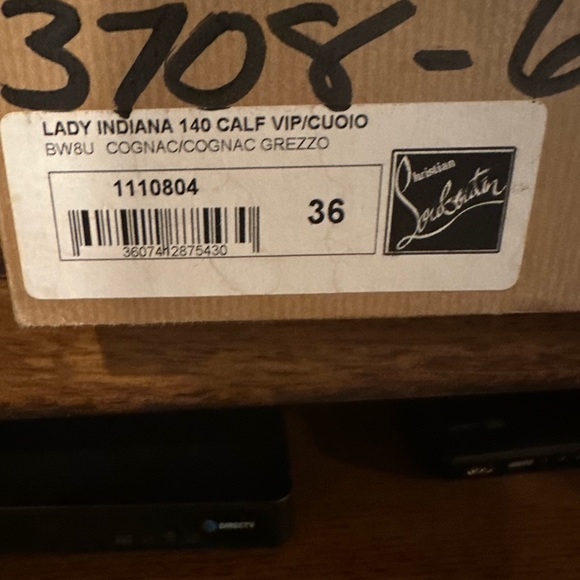 3708-6
LADY INDIANA 140 CALF VIP/CUOIO
BW8U COGNAC/COGNAC GREZZO
1110804
36
3607412875430
Christian
Louboutin
DIRECTV